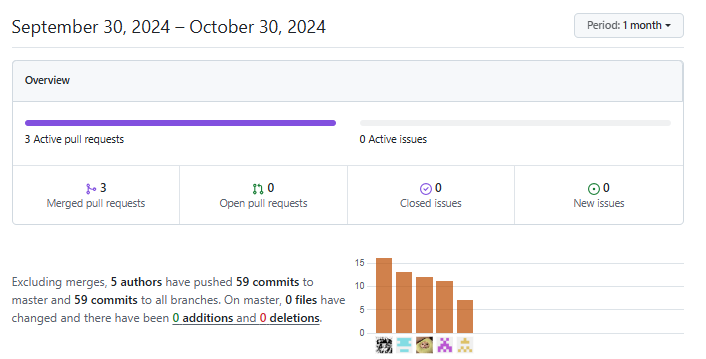 September 30, 2024 – October 30, 2024
Period: 1 month
Overview
3 Active pull requests
0 Active issues
3
Merged pull requests
0
Open pull requests
0
Closed issues
0
New issues
Excluding merges, 5 authors have pushed 59 commits to
master and 59 commits to all branches. On master, 0 files have
changed and there have been 0 additions and 0 deletions.
15
10
5
0